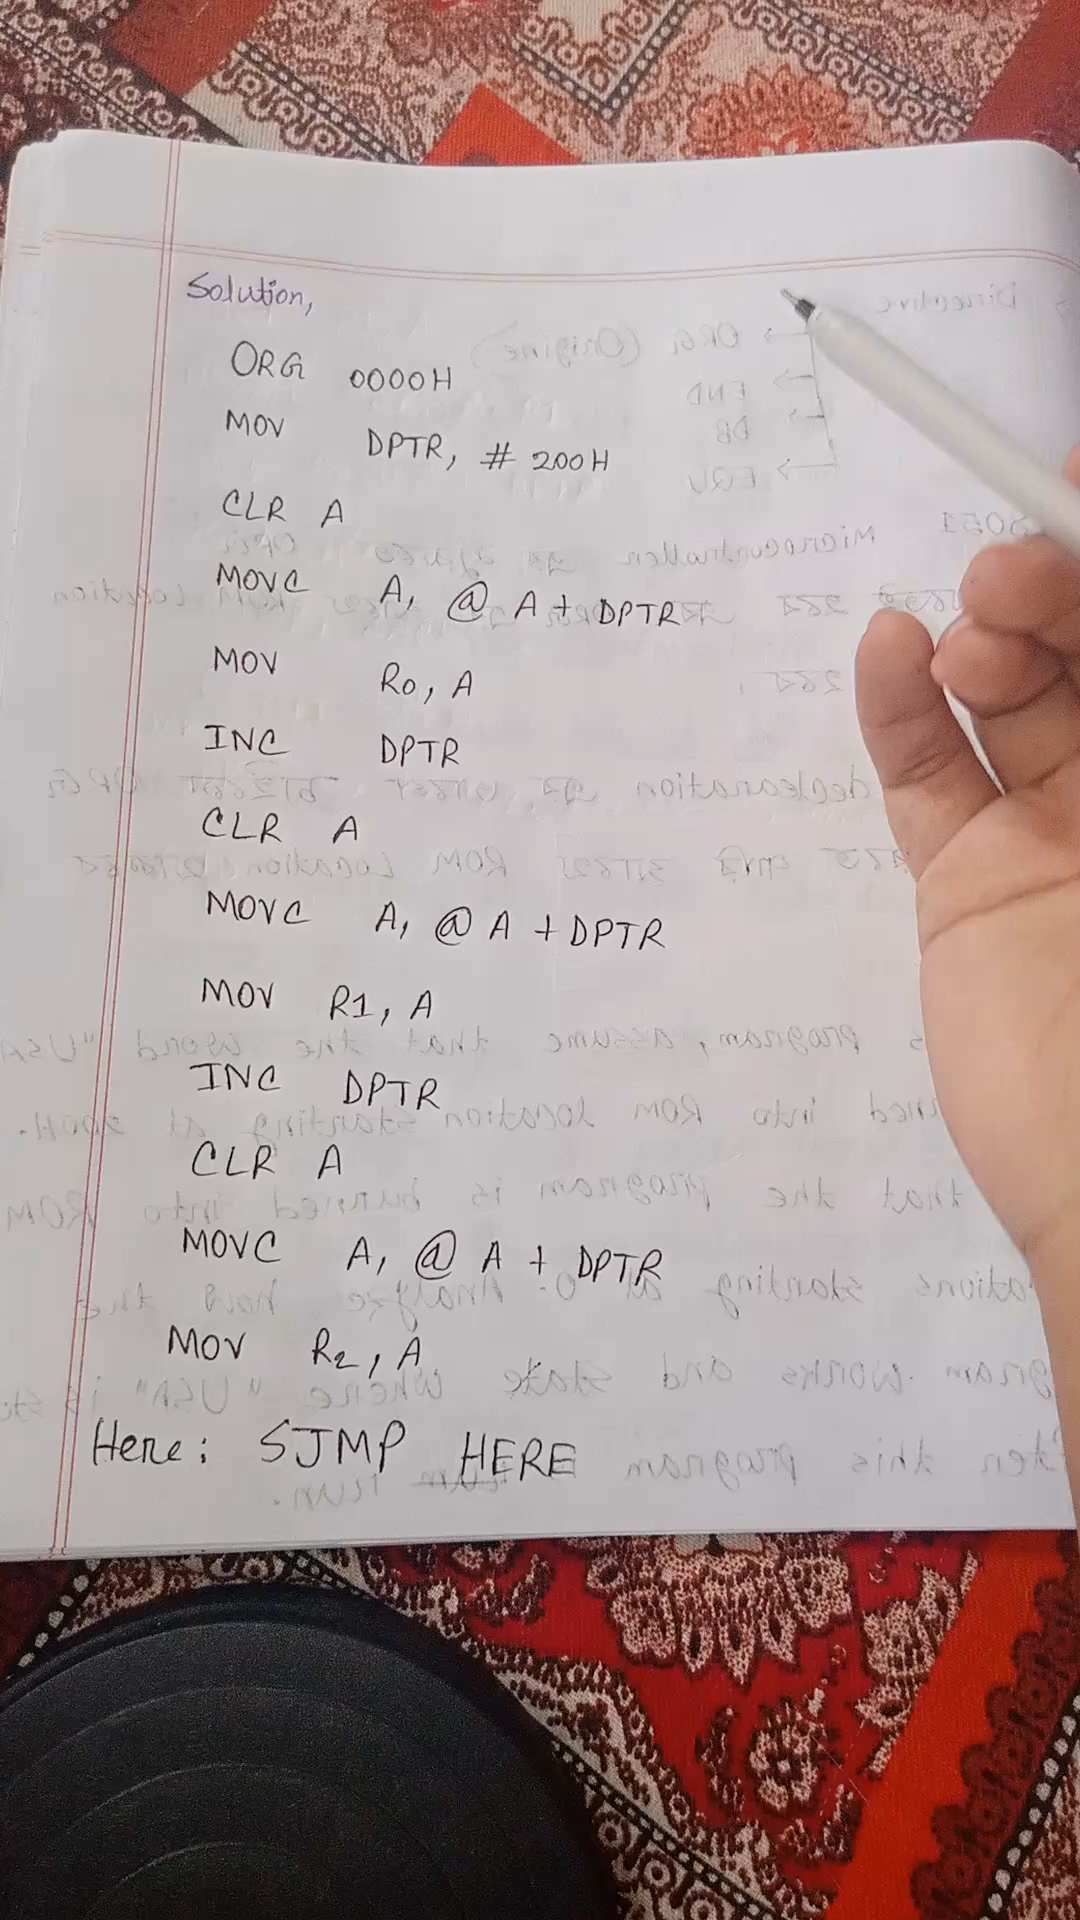 Solution,
ORG 0000H
MOV DPTR, # 200H
CLR A
MOVC A, @ A + DPTR
MOV R0, A
INC DPTR
CLR A
MOVC A, @ A + DPTR
MOV R1, A
INC DPTR
CLR A
MOVC A, @ A + DPTR
MOV R2, A
Here: SJMP HERE